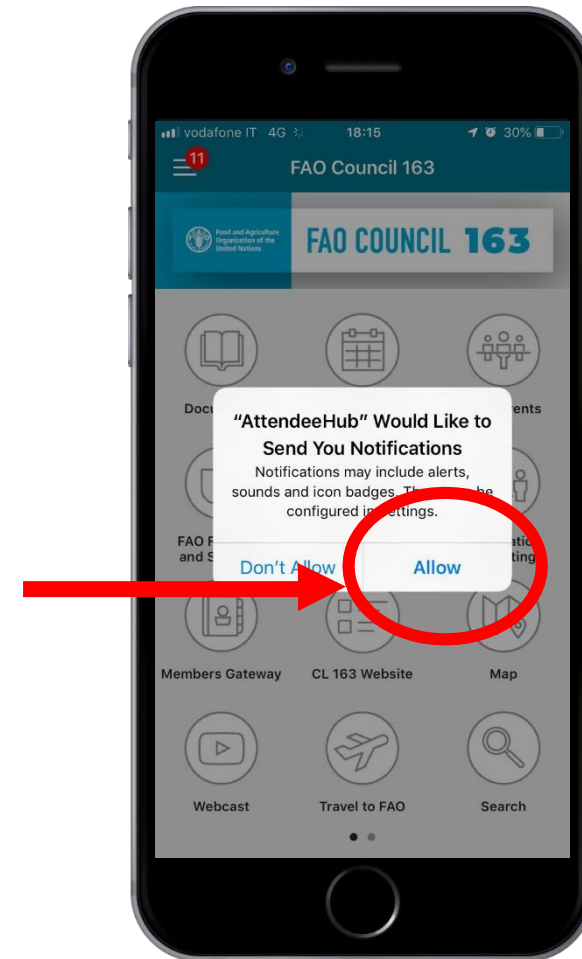 vodafone IT 4G 18:15 30%
11
FAO Council 163
Food and Agriculture
Organization of the
United Nations
FAO COUNCIL 163
"AttendeeHub" Would Like to
Send You Notifications
Notifications may include alerts,
sounds and icon badges.
configured in
Don't Allow Allow
FAO
and
Members Gateway CL 163 Website Map
Webcast Travel to FAO Search